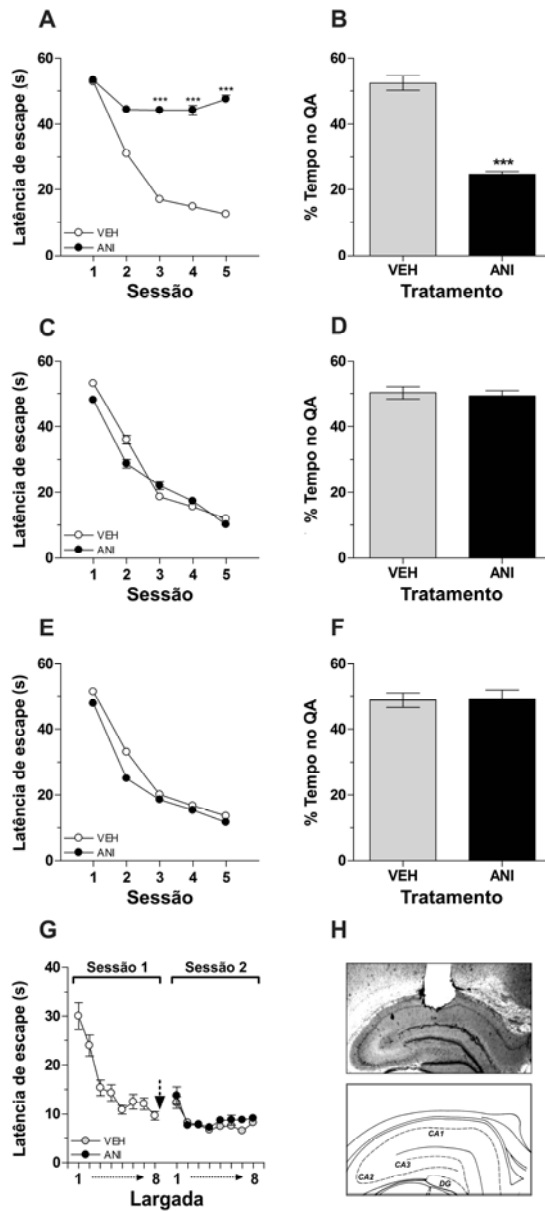 A
B
Latência de escape (s)
60
40
20
0
***
***
***
VEH
ANI
1 2 3 4 5
Sessão
% Tempo no QA
60
40
20
0
***
VEH ANI
Tratamento
C
D
Latência de escape (s)
60
40
20
0
VEH
ANI
1 2 3 4 5
Sessão
% Tempo no QA
60
40
20
0
VEH ANI
Tratamento
E
F
Latência de escape (s)
60
40
20
0
VEH
ANI
1 2 3 4 5
Sessão
% Tempo no QA
60
40
20
0
VEH ANI
Tratamento
G
H
Sessão 1 Sessão 2
Latência de escape (s)
40
30
20
10
0
VEH
ANI
1 8 1 8
Largada
CA1
CA3
CA2
DG